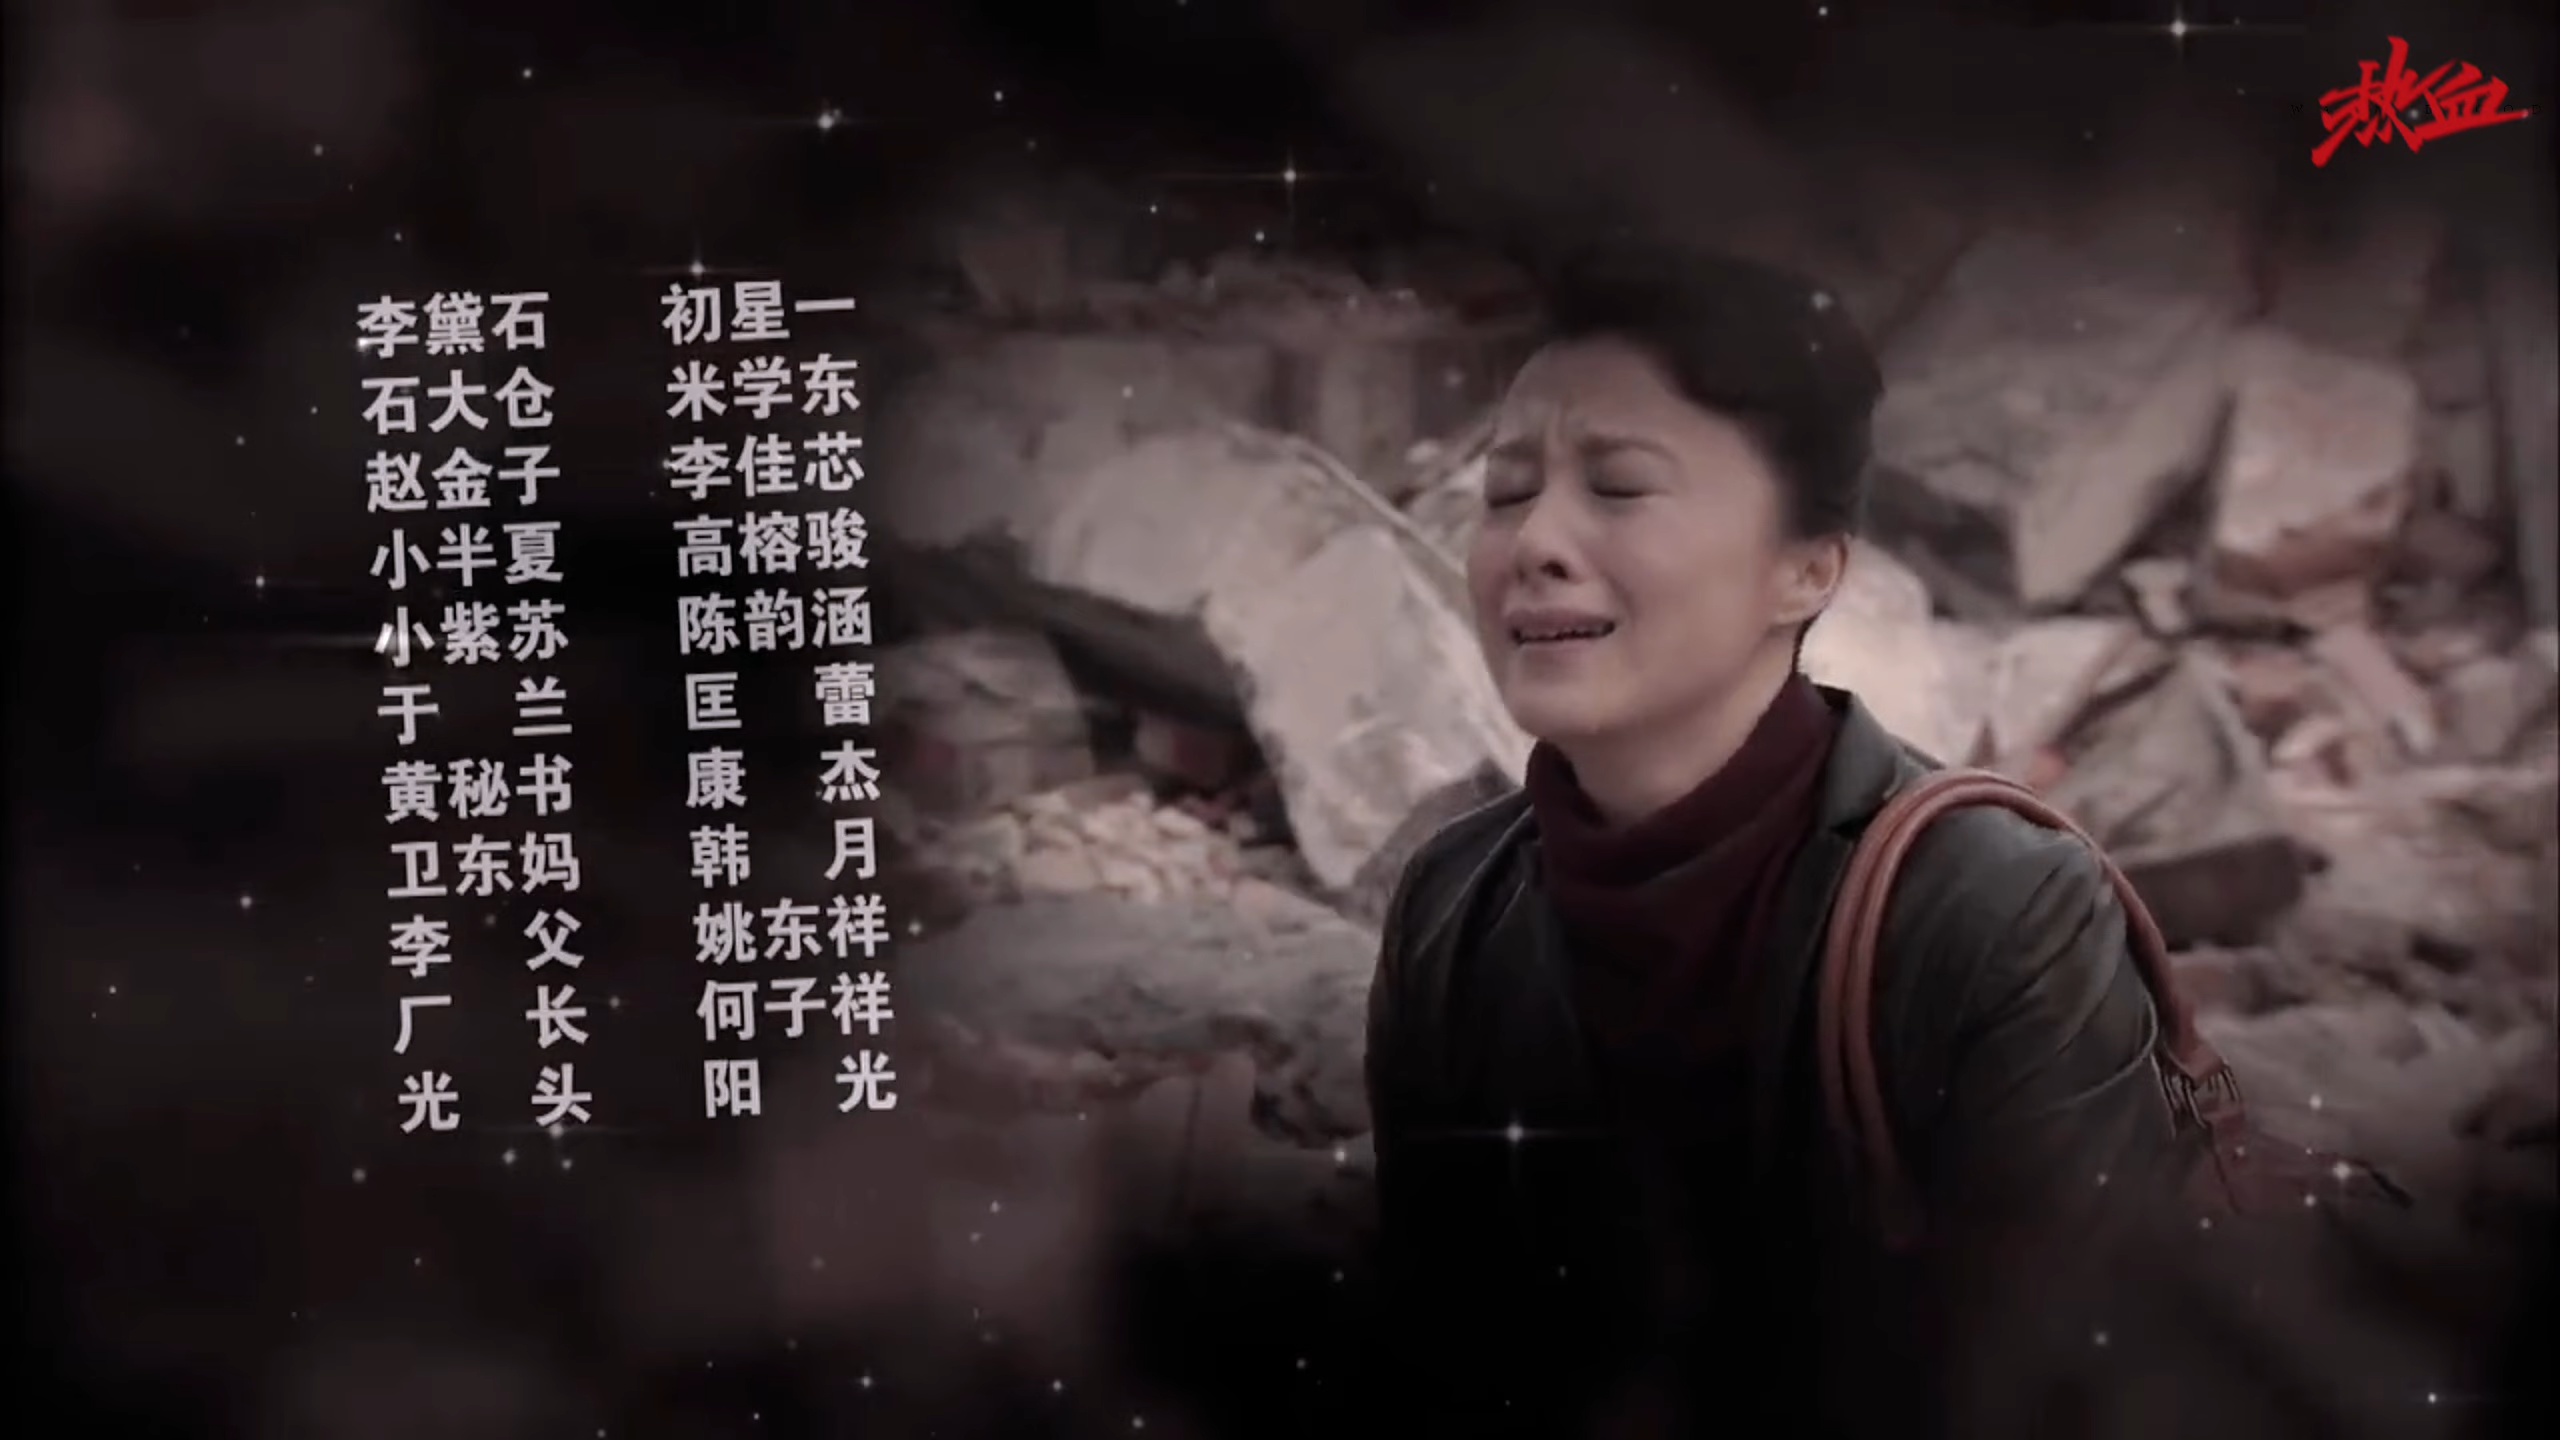 李黛石 初星一
石大仓 米学东
赵金子 李佳芯
小半夏 高榕骏
小紫苏 陈韵涵
于兰 匡蕾
黄秘书 康杰
卫东妈 韩月
李父 姚东祥
厂长 何子祥
光头 阳光
热血